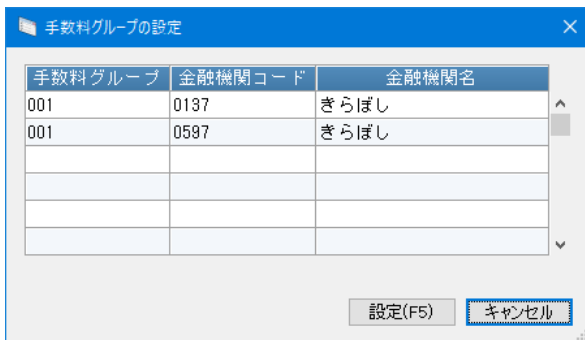 手数料グループの設定
手数料グループ 金融機関コード 金融機関名
001 0137 きらぼし
001 0597 きらぼし
設定(F5) キャンセル